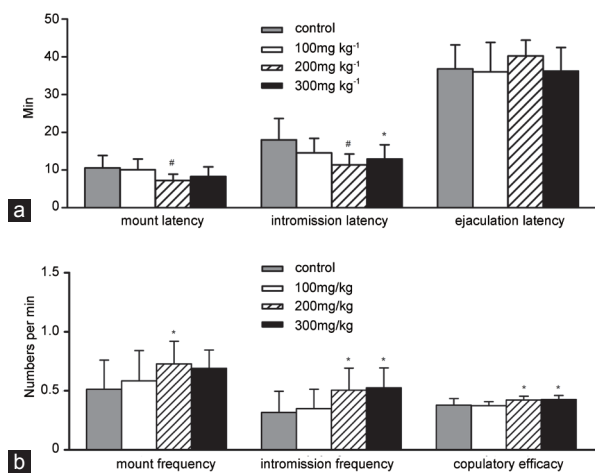 50
40
30
20
10
0
Min
control
100mg kg⁻¹
200mg kg⁻¹
300mg kg⁻¹
#
#
*
mount latency intromission latency ejaculation latency
a
1.5
1.0
0.5
0
Numbers per min
control
100mg/kg
200mg/kg
300mg/kg
*
* *
* *
mount frequency intromission frequency copulatory efficacy
b